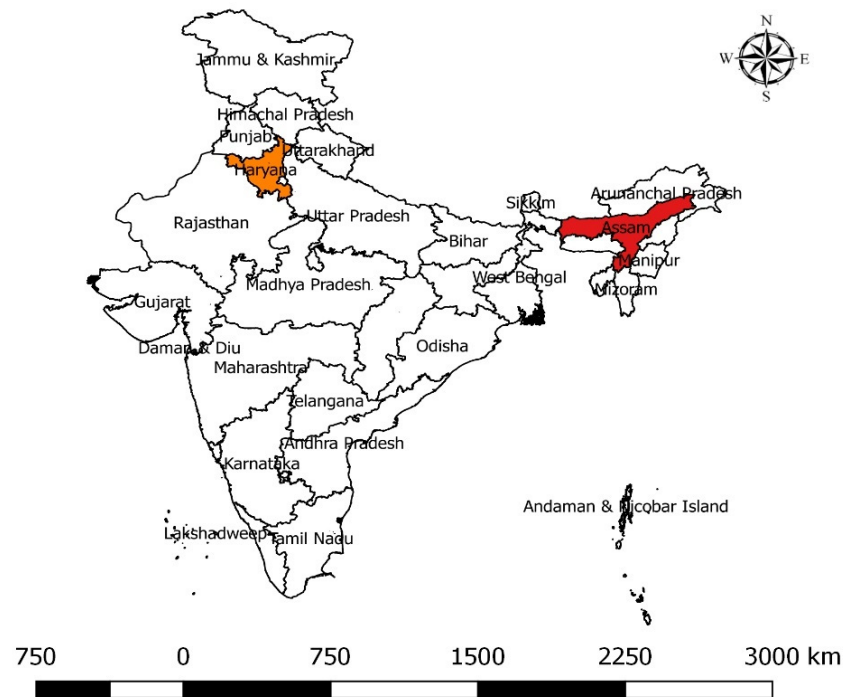 N
W E
S
Jammu & Kashmir
Himachal Pradesh
Punjab
Uttarakhand
Haryana
Sikkim
Arunanchal Pradesh
Rajasthan
Uttar Pradesh
Assam
Bihar
Manipur
West Bengal
Madhya Pradesh
Mizoram
Gujarat
Daman & Diu
Odisha
Maharashtra
Telangana
Andhra Pradesh
Karnataka
Andaman & Nicobar Island
Lakshadweep
Tamil Nadu
750 0 750 1500 2250 3000 km